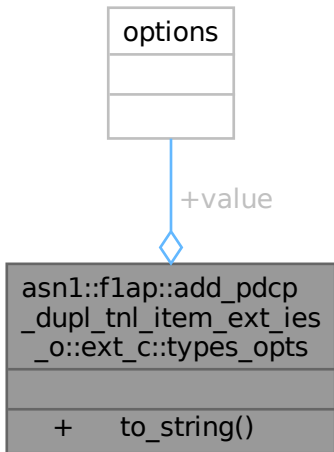 options
+value
asn1::f1ap::add_pdcp
_dupl_tnl_item_ext_ies
_o::ext_c::types_opts
+ to_string()